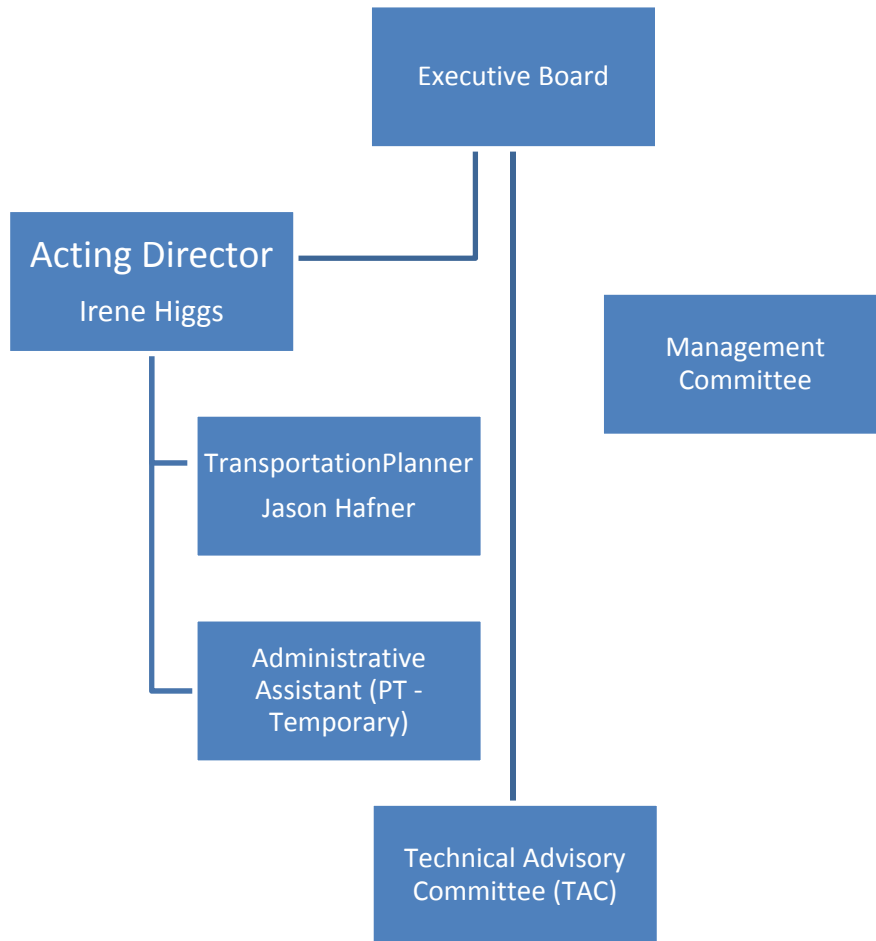 Executive Board
Acting Director
Irene Higgs
Management
Committee
TransportationPlanner
Jason Hafner
Administrative
Assistant (PT -
Temporary)
Technical Advisory
Committee (TAC)